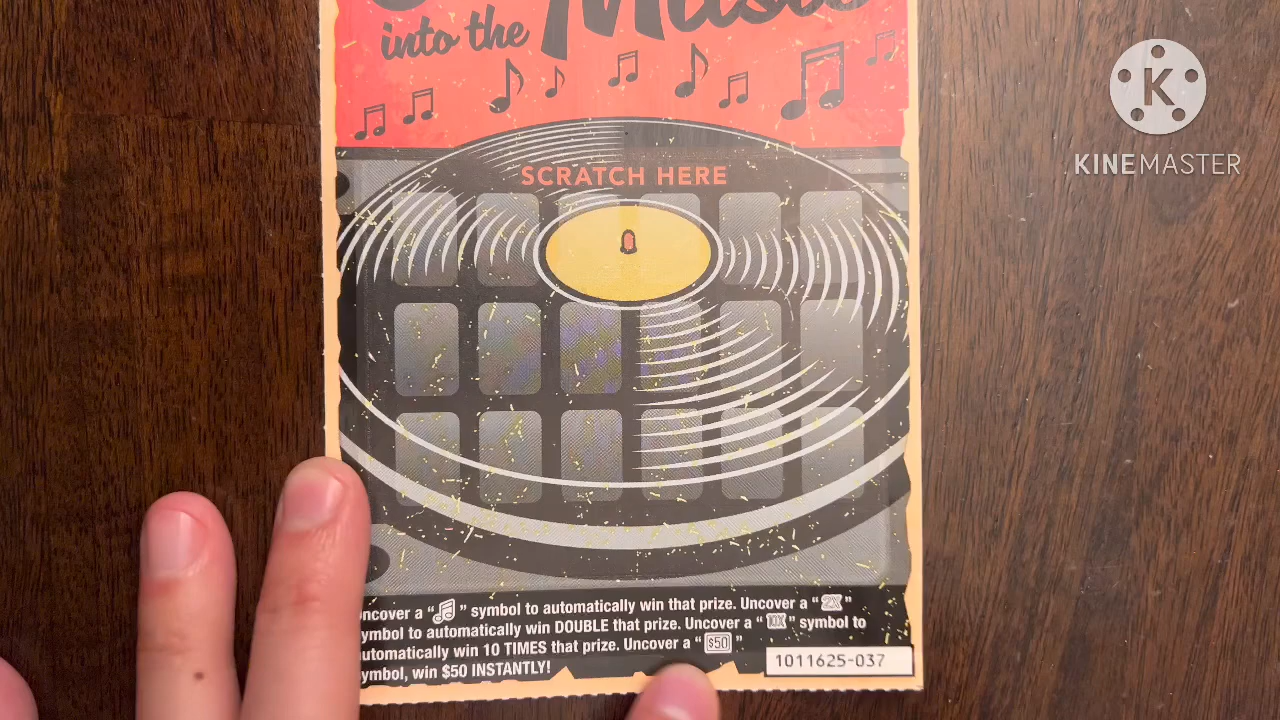 into the Music
K
KINEMASTER
SCRATCH HERE
ncover a " " symbol to automatically win that prize. Uncover a " 2X "
ymbol to automatically win DOUBLE that prize. Uncover a " 10X " symbol to
utomatically win 10 TIMES that prize. Uncover a " $50 "
ymbol, win $50 INSTANTLY!
1011625-037